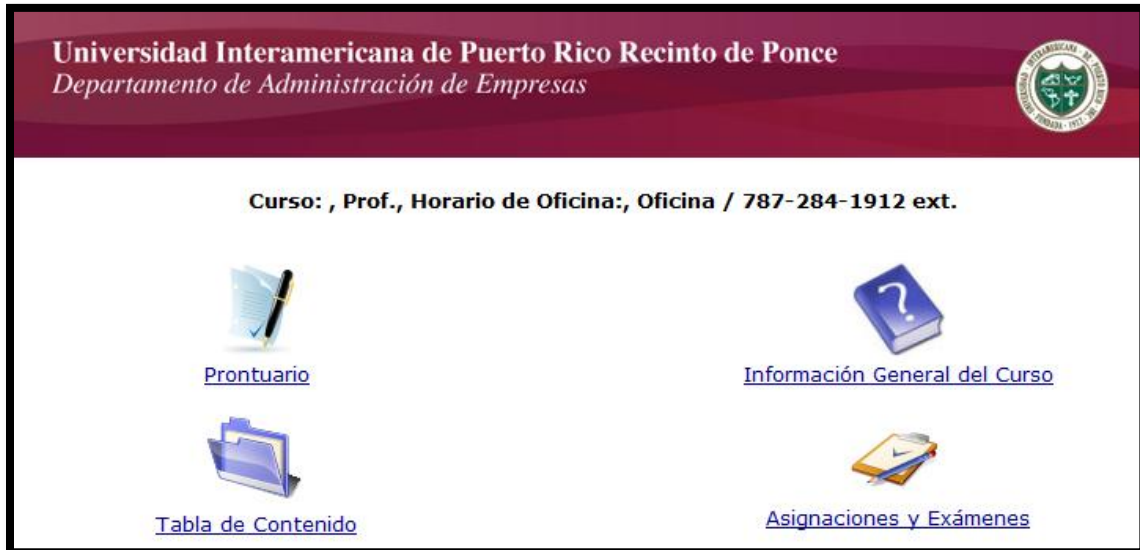 Universidad Interamericana de Puerto Rico Recinto de Ponce
Departamento de Administración de Empresas
Curso: , Prof., Horario de Oficina:, Oficina / 787-284-1912 ext.
Prontuario
Información General del Curso
Tabla de Contenido
Asignaciones y Exámenes